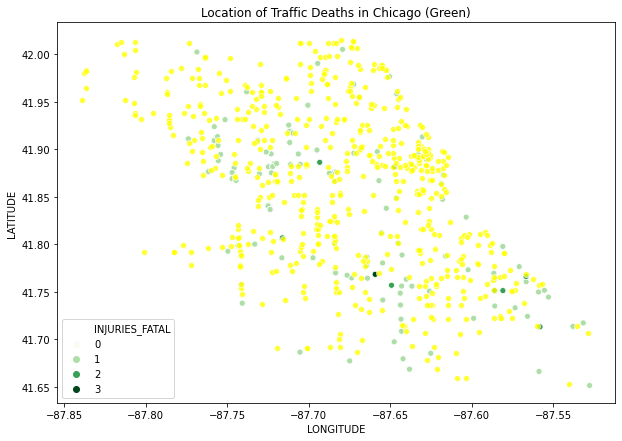 Location of Traffic Deaths in Chicago (Green)
42.00
41.95
41.90
41.85
41.80
41.75
41.70
41.65
LATITUDE
INJURIES_FATAL
0
1
2
3
−87.85 −87.80 −87.75 −87.70 −87.65 −87.60 −87.55
LONGITUDE